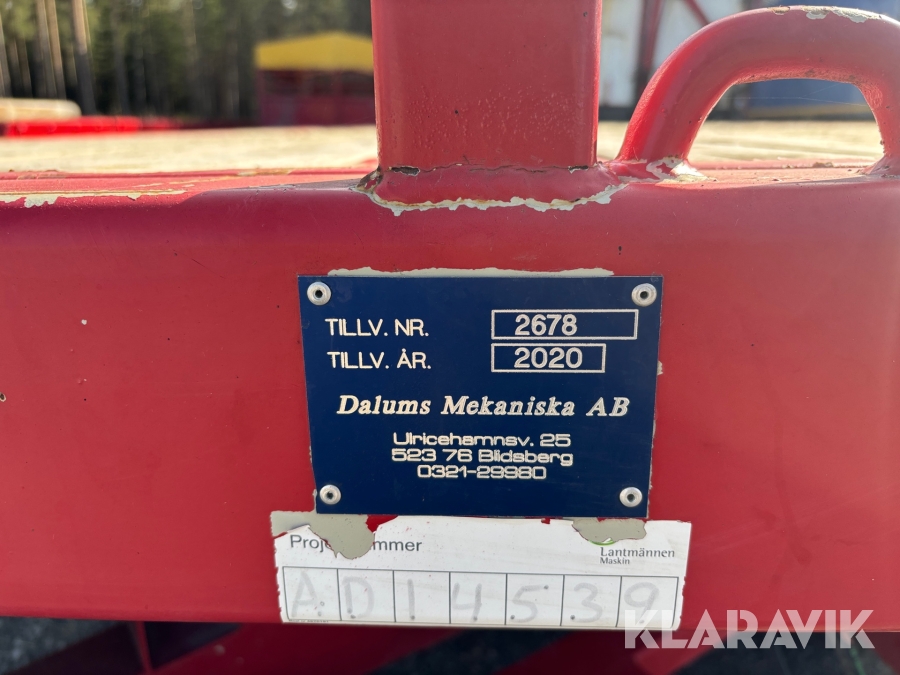 TILLV. NR. 2678
TILLV. ÅR. 2020
Dalums Mekaniska AB
Ulricehamnsv. 25
523 76 Blidsberg
0321-29980
Lantmännen
Maskin
AD14539
KLARAVIK